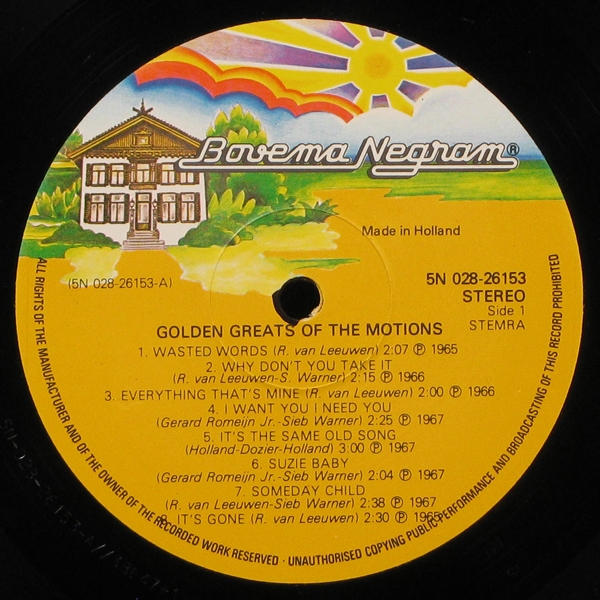 Bovema Negram®
Made in Holland
(5N 028-26153-A)
5N 028-26153
STEREO
Side 1
STEMRA
GOLDEN GREATS OF THE MOTIONS
1. WASTED WORDS (R. van Leeuwen) 2:07 ℗ 1965
2. WHY DON'T YOU TAKE IT
(R. van Leeuwen-S. Warner) 2:15 ℗ 1966
3. EVERYTHING THAT'S MINE (R. van Leeuwen) 2:00 ℗ 1966
4. I WANT YOU I NEED YOU
(Gerard Romeijn Jr.-Sieb Warner) 2:25 ℗ 1967
5. IT'S THE SAME OLD SONG
(Holland-Dozier-Holland) 3.00 ℗ 1967
6. SUZIE BABY
(Gerard Romeijn Jr.-Sieb Warner) 2:04 ℗ 1967
7. SOMEDAY CHILD
(R. van Leeuwen-Sieb Warner) 2:38 ℗ 1967
8. IT'S GONE (R. van Leeuwen) 2:30 ℗ 1965
ALL RIGHTS OF THE MANUFACTURER AND OF THE OWNER OF THE RECORDED WORK RESERVED · UNAUTHORISED COPYING PUBLIC PERFORMANCE AND BROADCASTING OF THIS RECORD PROHIBITED